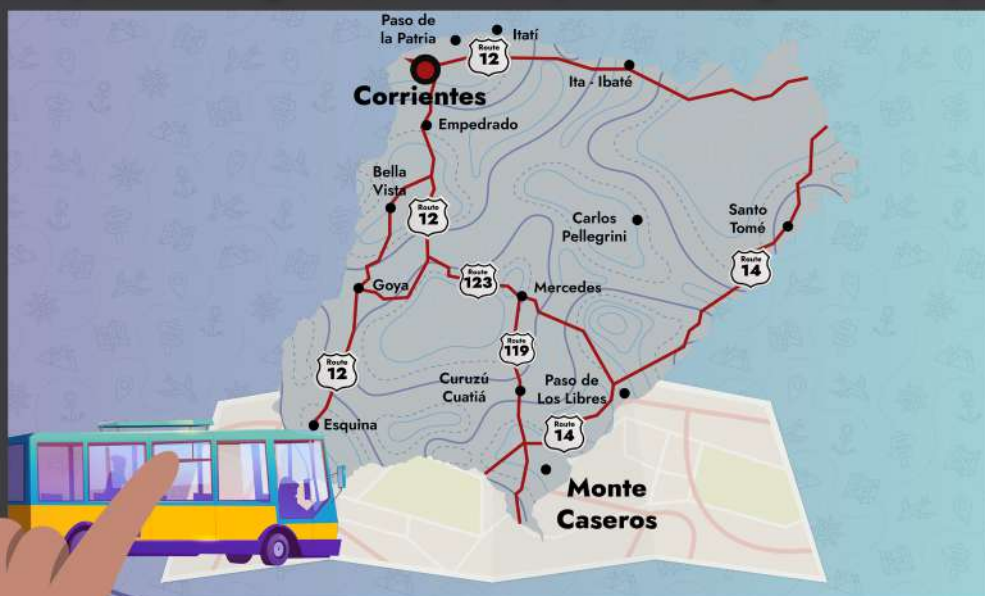 Paso de
la Patria
Itatí
Route
12
Ita - Ibaté
Corrientes
Empedrado
Bella
Vista
Route
12
Carlos
Pellegrini
Santo
Tomé
Route
14
Goya
Route
123
Mercedes
Route
119
Route
12
Curuzú
Cuatiá
Paso de
Los Libres
Esquina
Route
14
Monte
Caseros